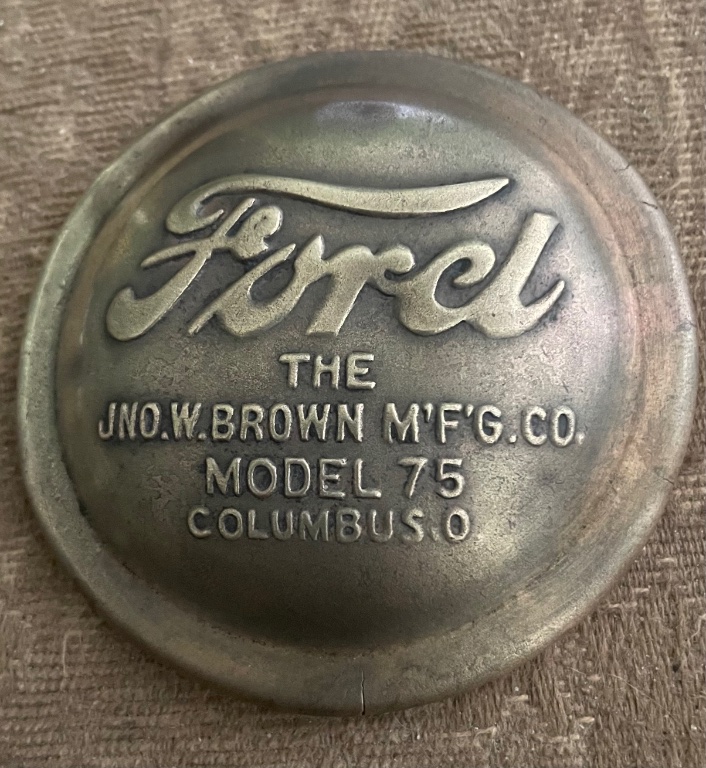 Ford
THE
JNO.W.BROWN M'F'G.CO.
MODEL 75
COLUMBUS.O